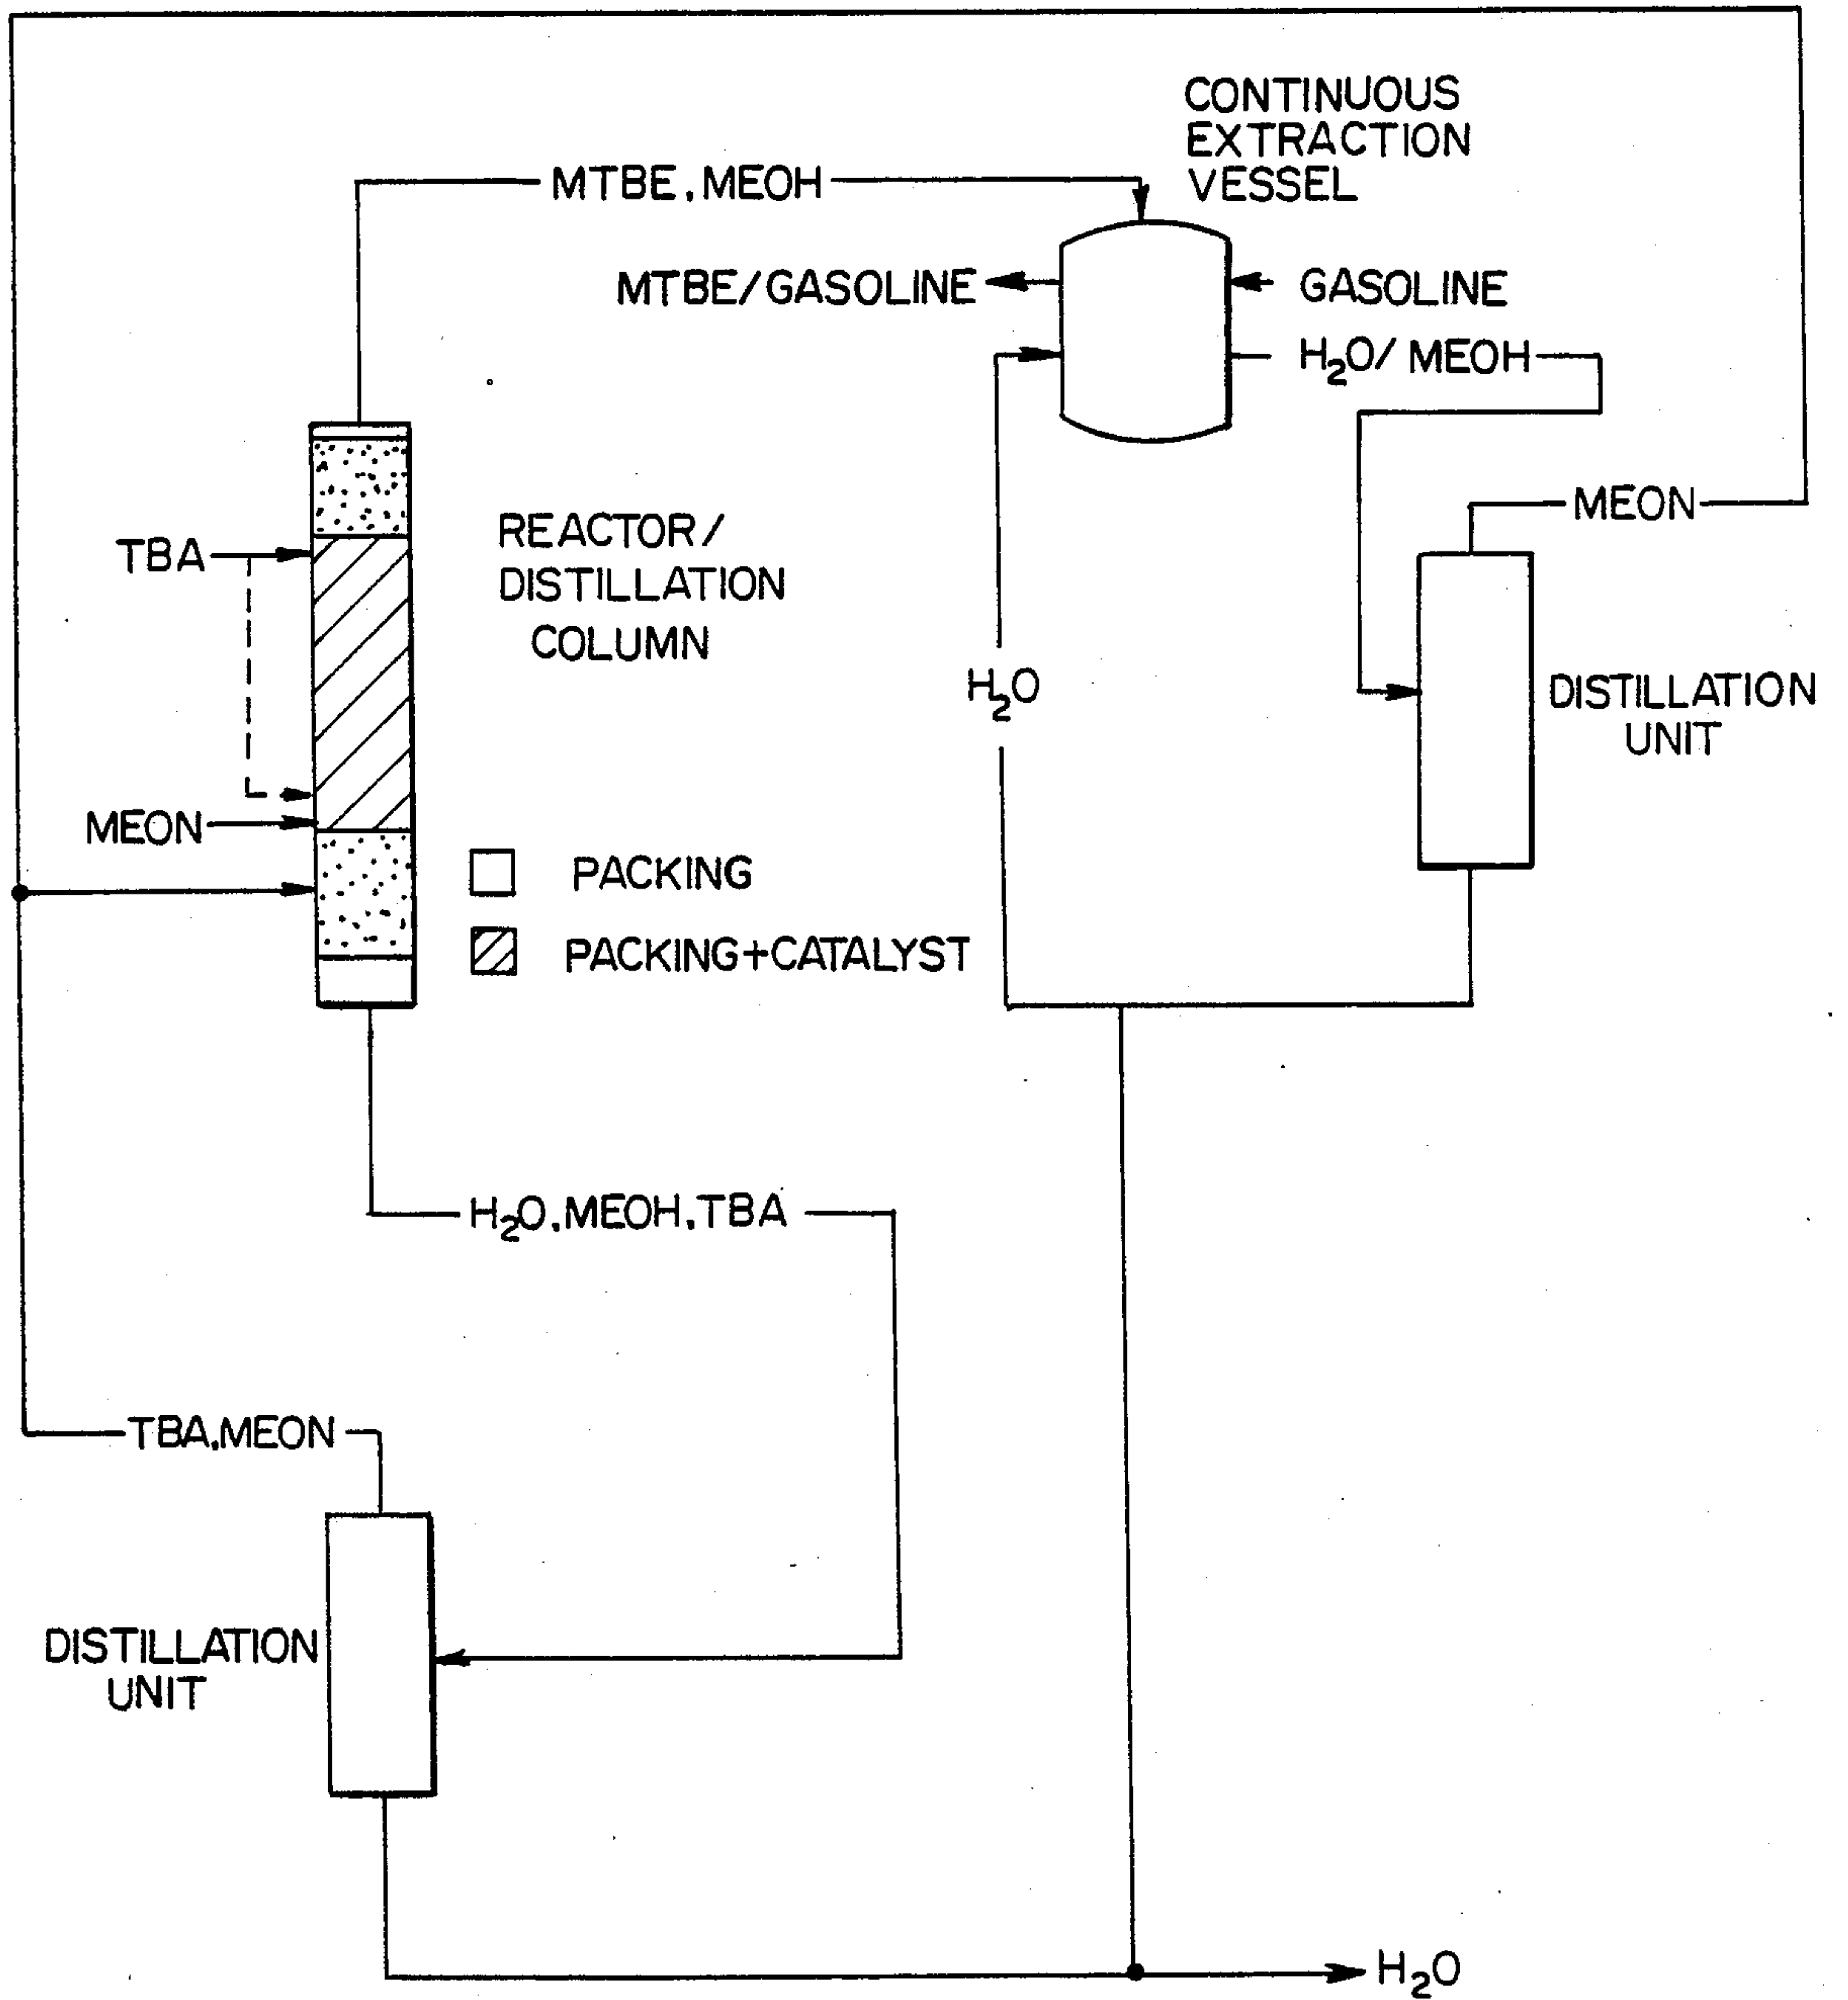 CONTINUOUS
EXTRACTION
VESSEL
MTBE, MEOH
MTBE/GASOLINE
GASOLINE
H₂O/ MEOH
MEON
TBA
REACTOR/
DISTILLATION
COLUMN
H₂O
DISTILLATION
UNIT
MEON
PACKING
PACKING+CATALYST
H₂O, MEOH, TBA
TBA, MEON
DISTILLATION
UNIT
H₂O